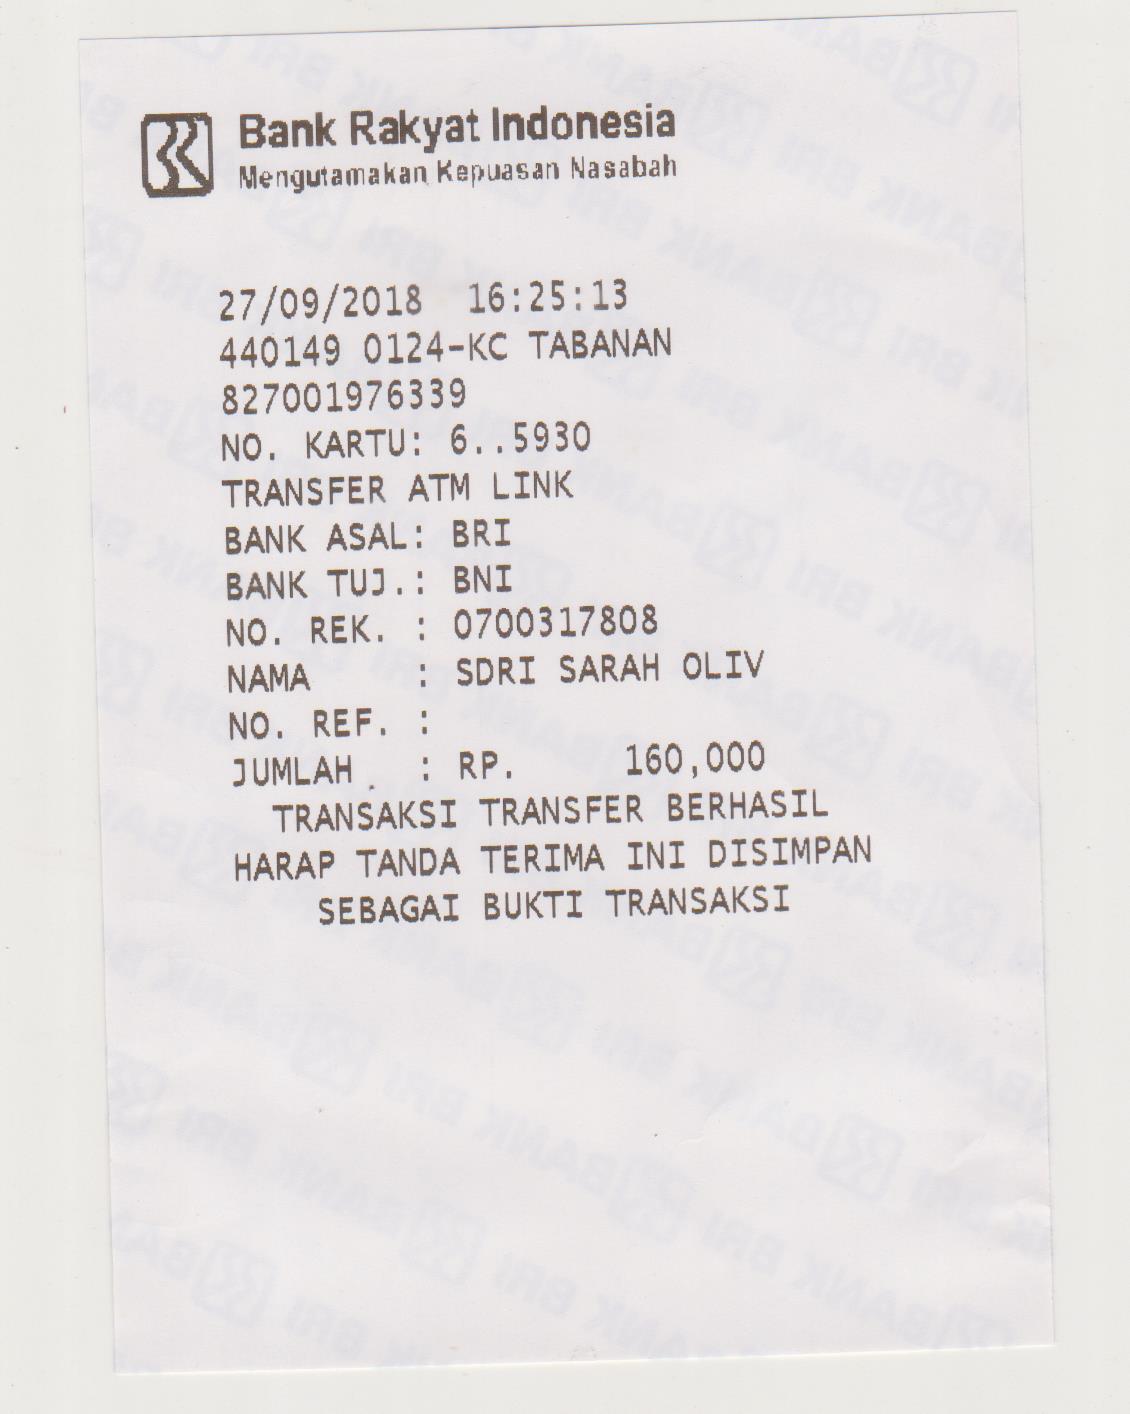 Bank Rakyat Indonesia
Mengutamakan Kepuasan Nasabah
27/09/2018 16:25:13
440149 0124-KC TABANAN
827001976339
NO. KARTU: 6..5930
TRANSFER ATM LINK
BANK ASAL: BRI
BANK TUJ.: BNI
NO. REK. : 0700317808
NAMA : SDRI SARAH OLIV
NO. REF. :
JUMLAH : RP. 160,000
TRANSAKSI TRANSFER BERHASIL
HARAP TANDA TERIMA INI DISIMPAN
SEBAGAI BUKTI TRANSAKSI